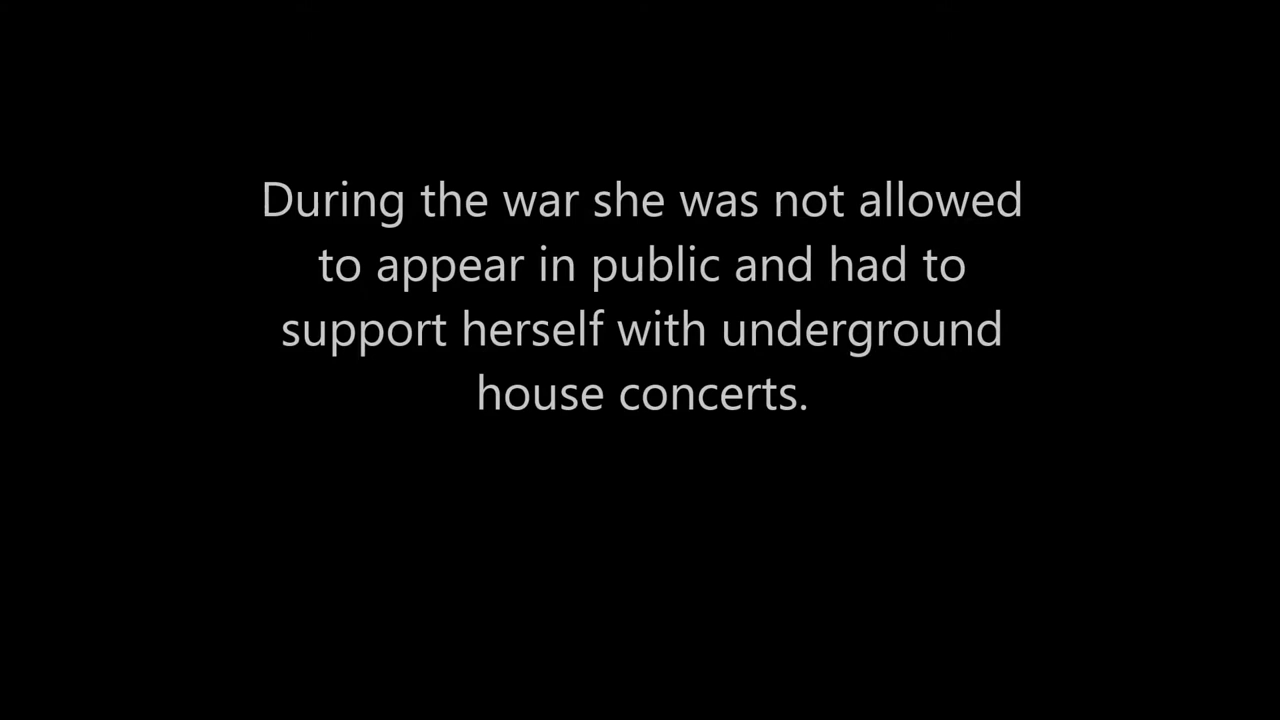 During the war she was not allowed
to appear in public and had to
support herself with underground
house concerts.